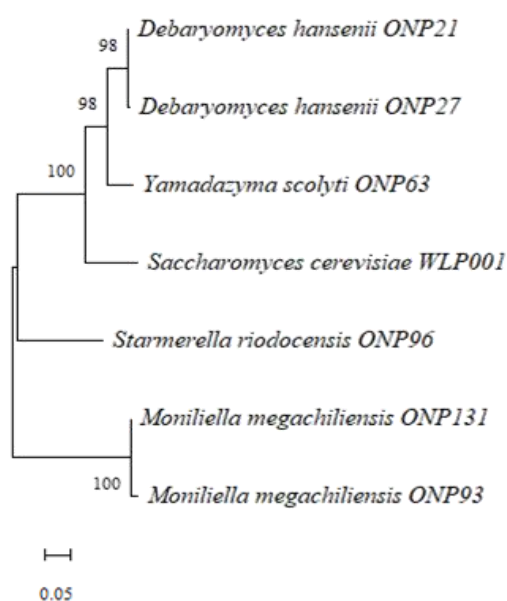 Debaryomyces hansenii ONP21
98
98
Debaryomyces hansenii ONP27
100
Yamadazyma scolyti ONP63
Saccharomyces cerevisiae WLP001
Starmerella riodocensis ONP96
Moniliella megachiliensis ONP131
100
Moniliella megachiliensis ONP93
0.05